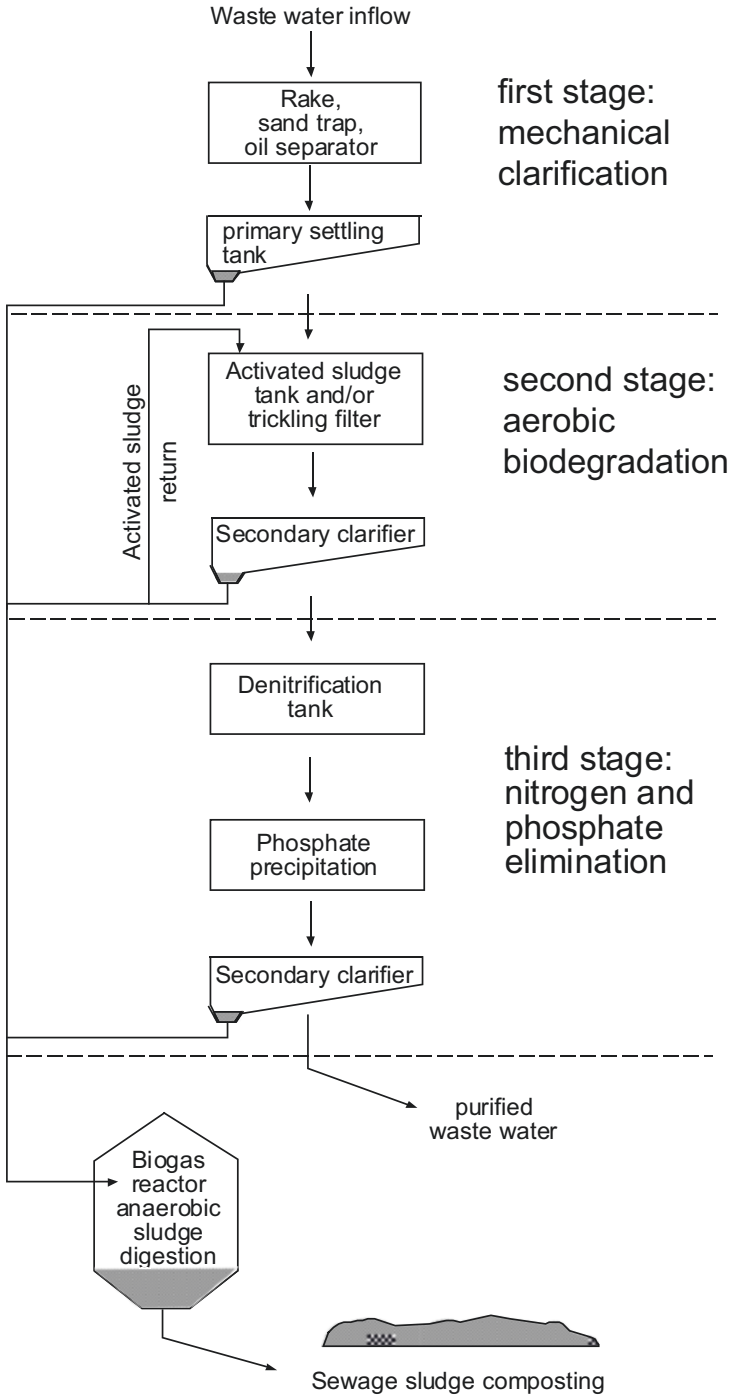 Waste water inflow
Rake,
sand trap,
oil separator
first stage:
mechanical
clarification
primary settling
tank
Activated sludge
tank and/or
trickling filter
second stage:
aerobic
biodegradation
Activated sludge
return
Secondary clarifier
Denitrification
tank
third stage:
nitrogen and
phosphate
elimination
Phosphate
precipitation
Secondary clarifier
purified
waste water
Biogas
reactor
anaerobic
sludge
digestion
Sewage sludge composting